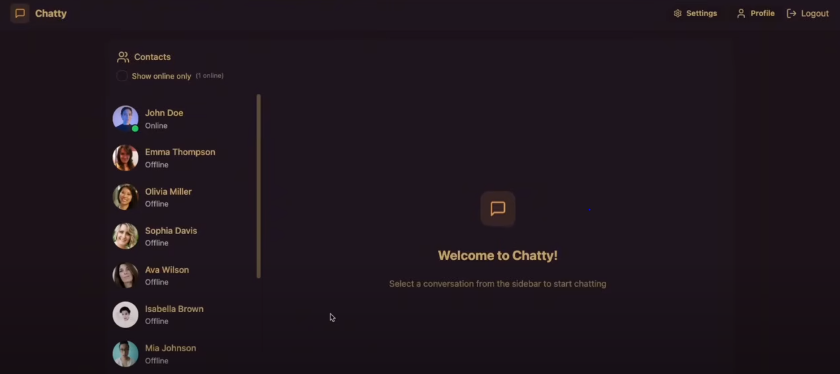 Chatty
Settings
Profile
Logout
Contacts
Show online only (1 online)
John Doe
Online
Emma Thompson
Offline
Olivia Miller
Offline
Sophia Davis
Offline
Ava Wilson
Offline
Isabella Brown
Offline
Mia Johnson
Offline
Welcome to Chatty!
Select a conversation from the sidebar to start chatting